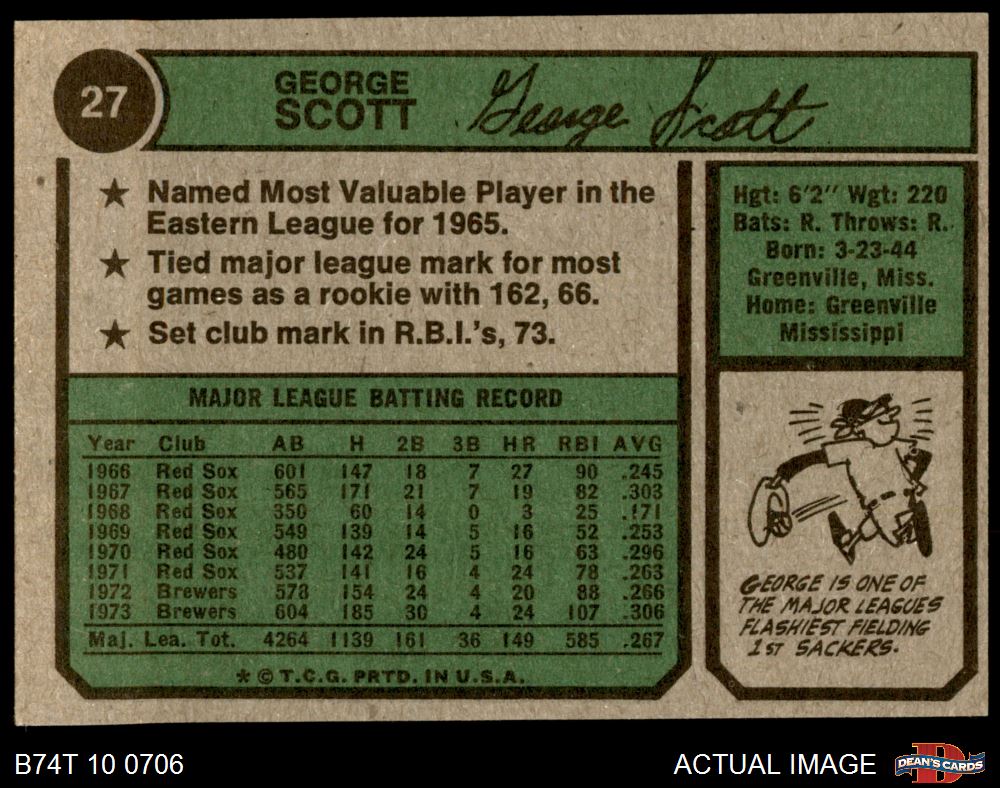 27
GEORGE
SCOTT
George Scott
★ Named Most Valuable Player in the
Eastern League for 1965.
★ Tied major league mark for most
games as a rookie with 162, 66.
★ Set club mark in R.B.I.'s, 73.
Hgt: 6'2" Wgt: 220
Bats: R. Throws: R.
Born: 3-23-44
Greenville, Miss.
Home: Greenville
Mississippi
MAJOR LEAGUE BATTING RECORD
Year Club AB H 2B 3B HR RBI AVG
1966 Red Sox 601 147 18 7 27 90 .245
1967 Red Sox 565 171 21 7 19 82 .303
1968 Red Sox 350 60 14 0 3 25 .171
1969 Red Sox 549 139 14 5 16 52 .253
1970 Red Sox 480 142 24 5 16 63 .296
1971 Red Sox 537 141 16 4 24 78 .263
1972 Brewers 578 154 24 4 20 88 .266
1973 Brewers 604 185 30 4 24 107 .306
Maj. Lea. Tot. 4264 1139 161 36 149 585 .267
* © T.C.G. PRTD. IN U.S.A.
GEORGE IS ONE OF
THE MAJOR LEAGUES
FLASHIEST FIELDING
1ST SACKERS.
B74T 10 0706
ACTUAL IMAGE
D
DEAN'S CARDS